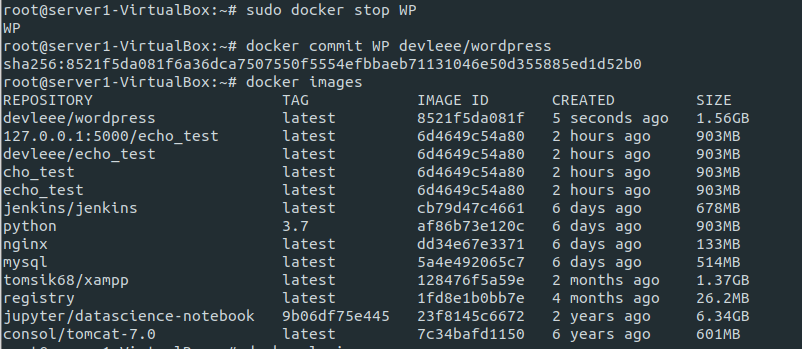 root@server1-VirtualBox:~# sudo docker stop WP
WP
root@server1-VirtualBox:~# docker commit WP devleee/wordpress
sha256:8521f5da081f6a36dca7507550f5554efbbaeb71131046e50d355885ed1d52b0
root@server1-VirtualBox:~# docker images
REPOSITORY TAG IMAGE ID CREATED SIZE
devleee/wordpress latest 8521f5da081f 5 seconds ago 1.56GB
127.0.0.1:5000/echo_test latest 6d4649c54a80 2 hours ago 903MB
devleee/echo_test latest 6d4649c54a80 2 hours ago 903MB
cho_test latest 6d4649c54a80 2 hours ago 903MB
echo_test latest 6d4649c54a80 2 hours ago 903MB
jenkins/jenkins latest cb79d47c4661 6 days ago 678MB
python 3.7 af86b73e120c 6 days ago 903MB
nginx latest dd34e67e3371 6 days ago 133MB
mysql latest 5a4e492065c7 6 days ago 514MB
tomsik68/xampp latest 128476f5a59e 2 months ago 1.37GB
registry latest 1fd8e1b0bb7e 4 months ago 26.2MB
jupyter/datascience-notebook 9b06df75e445 23f8145c6672 2 years ago 6.34GB
consol/tomcat-7.0 latest 7c34bafd1150 6 years ago 601MB